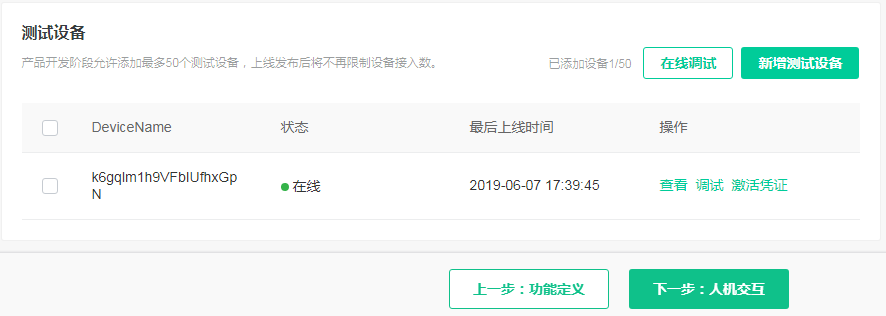 测试设备
产品开发阶段允许添加最多50个测试设备，上线发布后将不再限制设备接入数。
已添加设备1/50
在线调试
新增测试设备
DeviceName
状态
最后上线时间
操作
k6gqlm1h9VFblUfhxGp
N
在线
2019-06-07 17:39:45
查看 调试 激活凭证
上一步：功能定义
下一步：人机交互